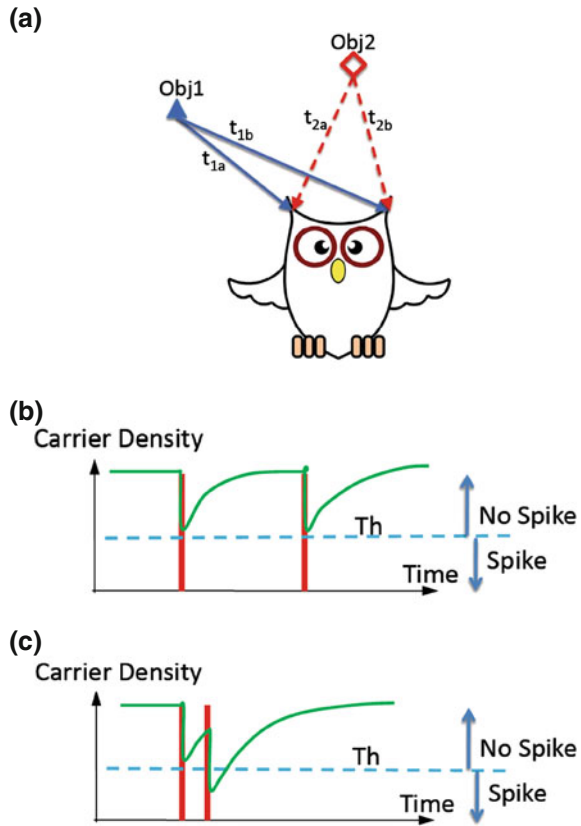 (a)
Obj2
Obj1
t1b
t2a
t2b
t1a
(b)
Carrier Density
Th
No Spike
Spike
Time
(c)
Carrier Density
Th
No Spike
Spike
Time